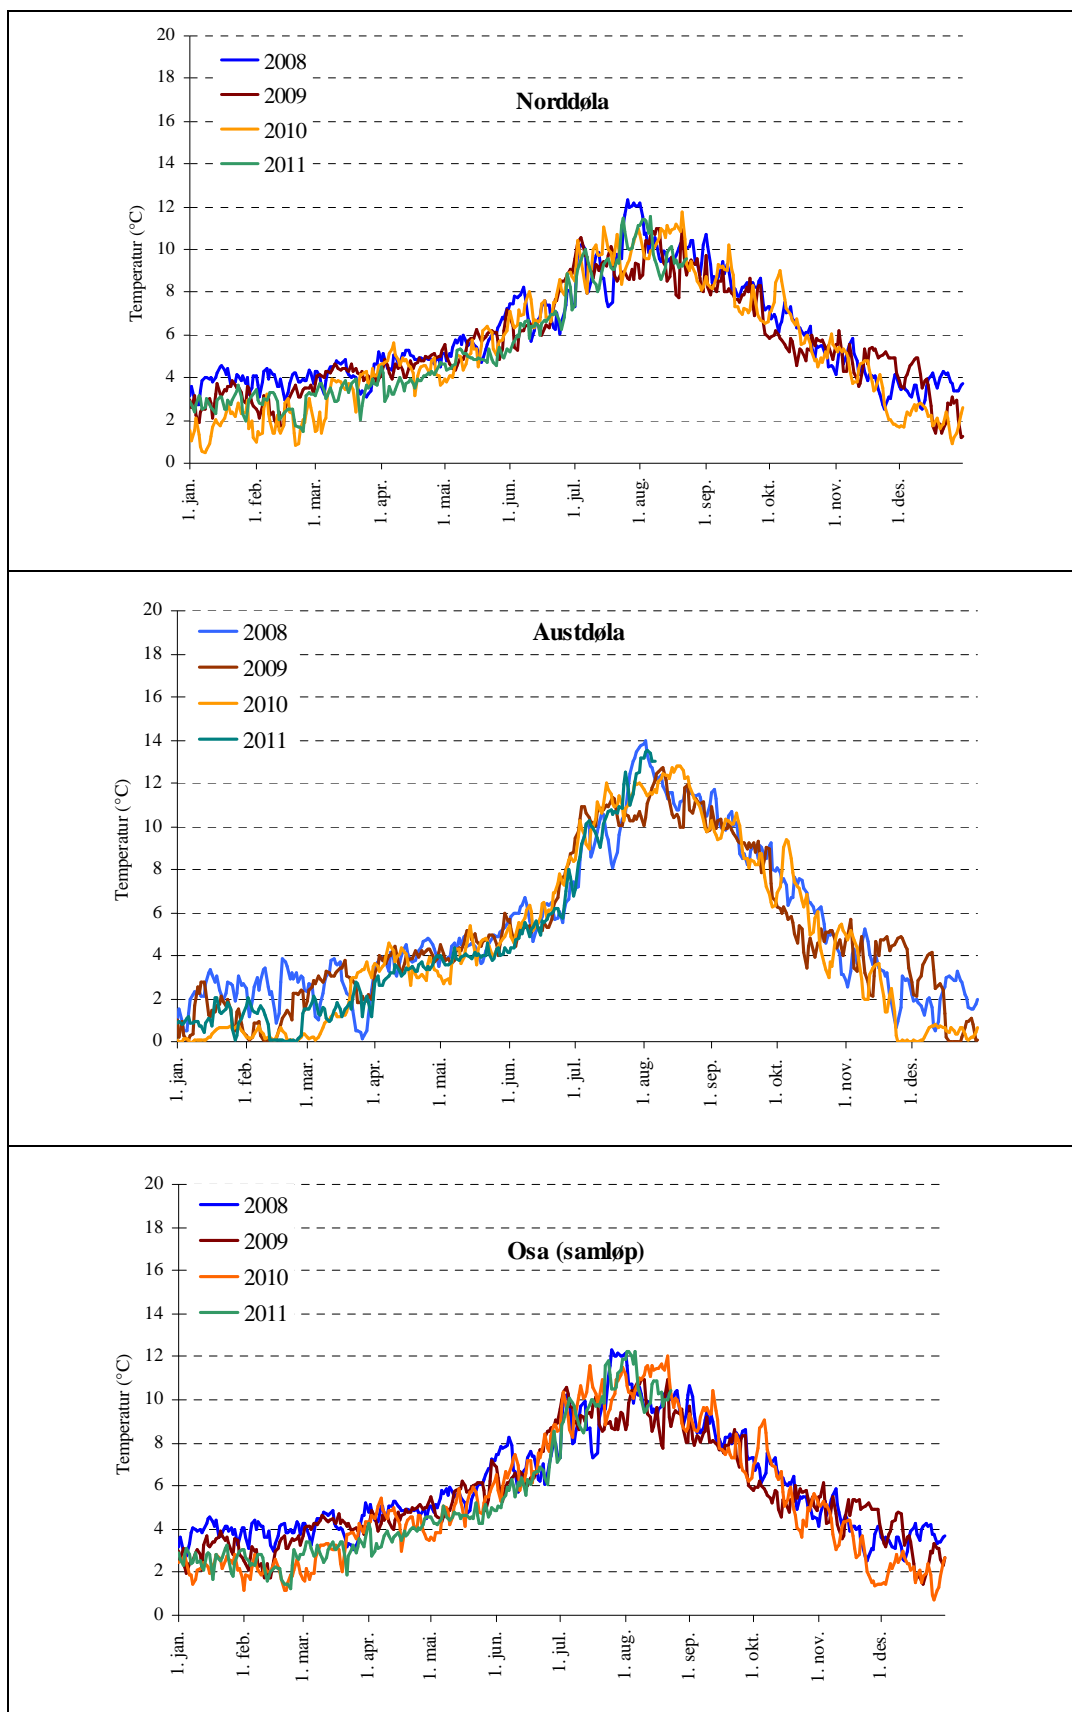 Norddøla
2008
2009
2010
2011
Temperatur (°C)
20
18
16
14
12
10
8
6
4
2
0
1. jan.
1. feb.
1. mar.
1. apr.
1. mai.
1. jun.
1. jul.
1. aug.
1. sep.
1. okt.
1. nov.
1. des.
Austdøla
2008
2009
2010
2011
Temperatur (°C)
20
18
16
14
12
10
8
6
4
2
0
1. jan.
1. feb.
1. mar.
1. apr.
1. mai.
1. jun.
1. jul.
1. aug.
1. sep.
1. okt.
1. nov.
1. des.
Osa (samløp)
2008
2009
2010
2011
Temperatur (°C)
20
18
16
14
12
10
8
6
4
2
0
1. jan.
1. feb.
1. mar.
1. apr.
1. mai.
1. jun.
1. jul.
1. aug.
1. sep.
1. okt.
1. nov.
1. des.